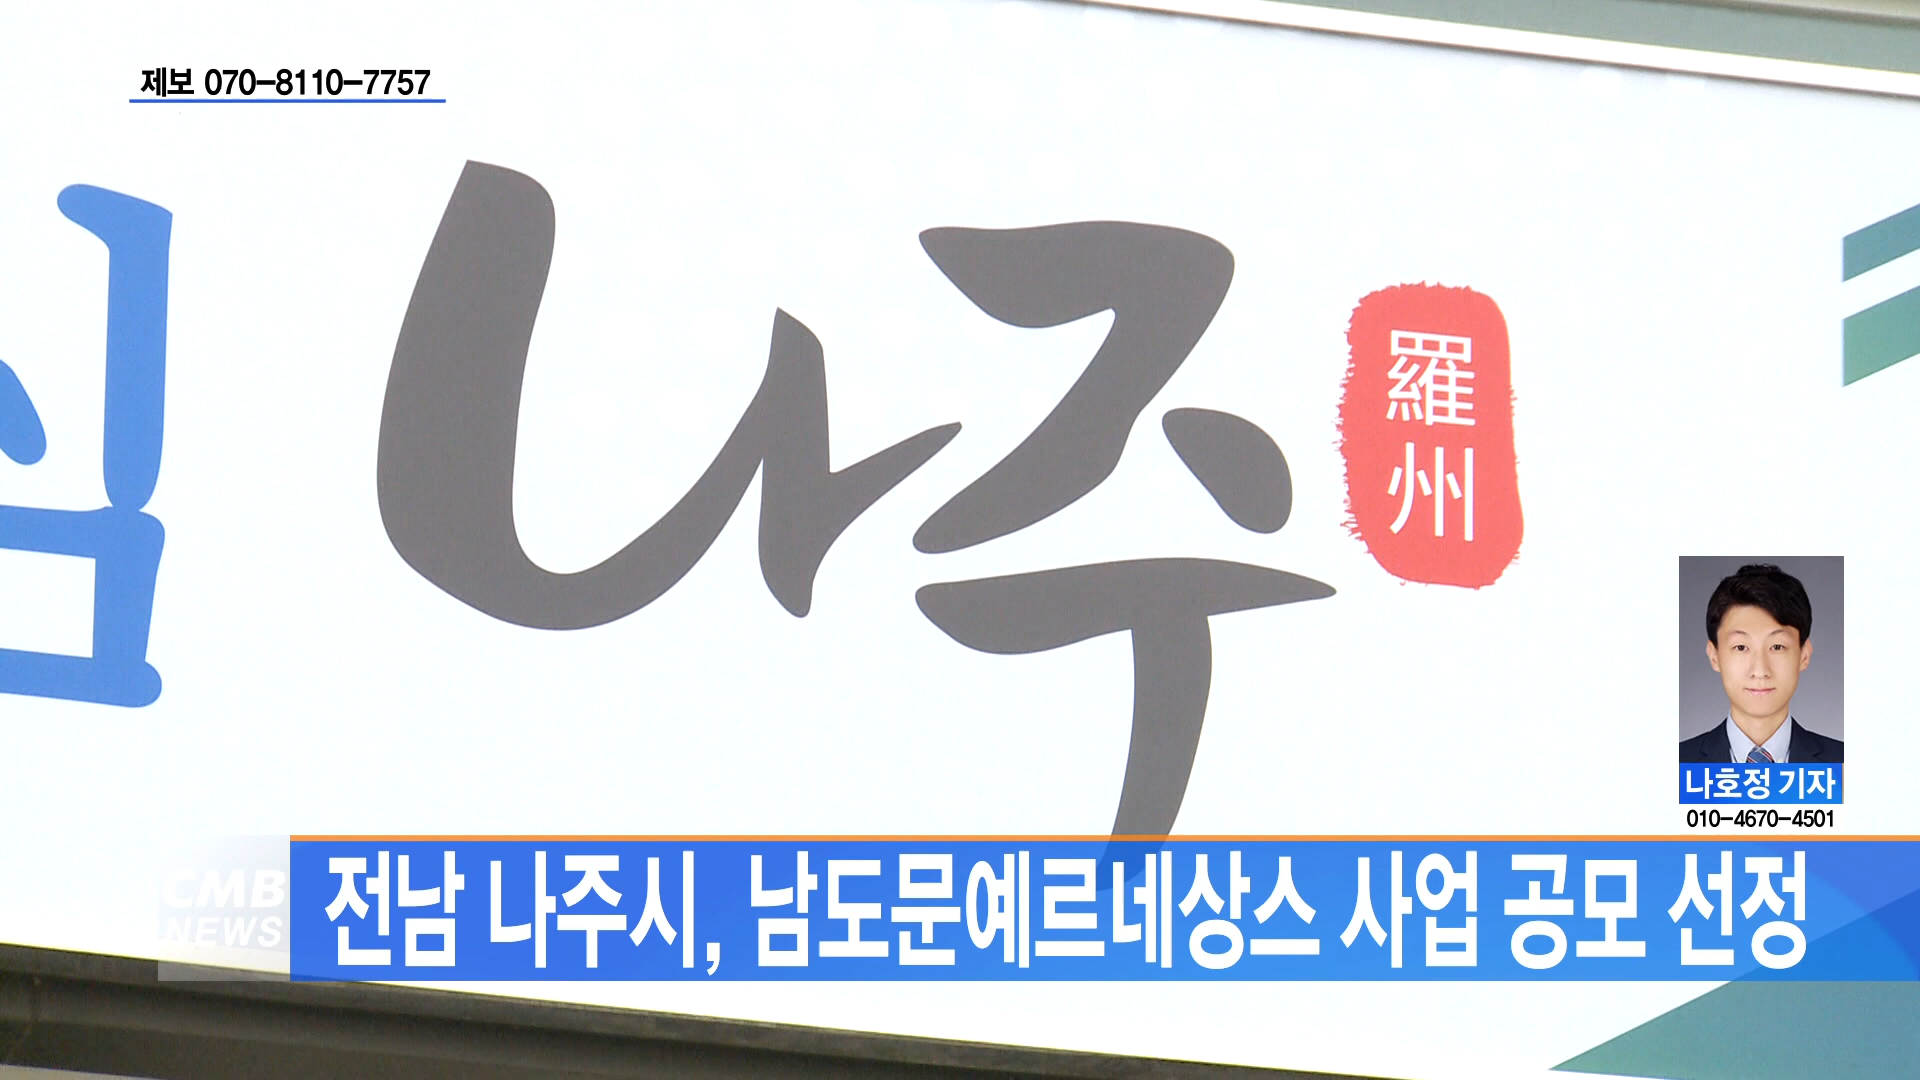 제보 070-8110-7757
심 나주
羅州
나호정 기자
010-4670-4501
CMB NEWS
전남 나주시, 남도문예르네상스 사업 공모 선정